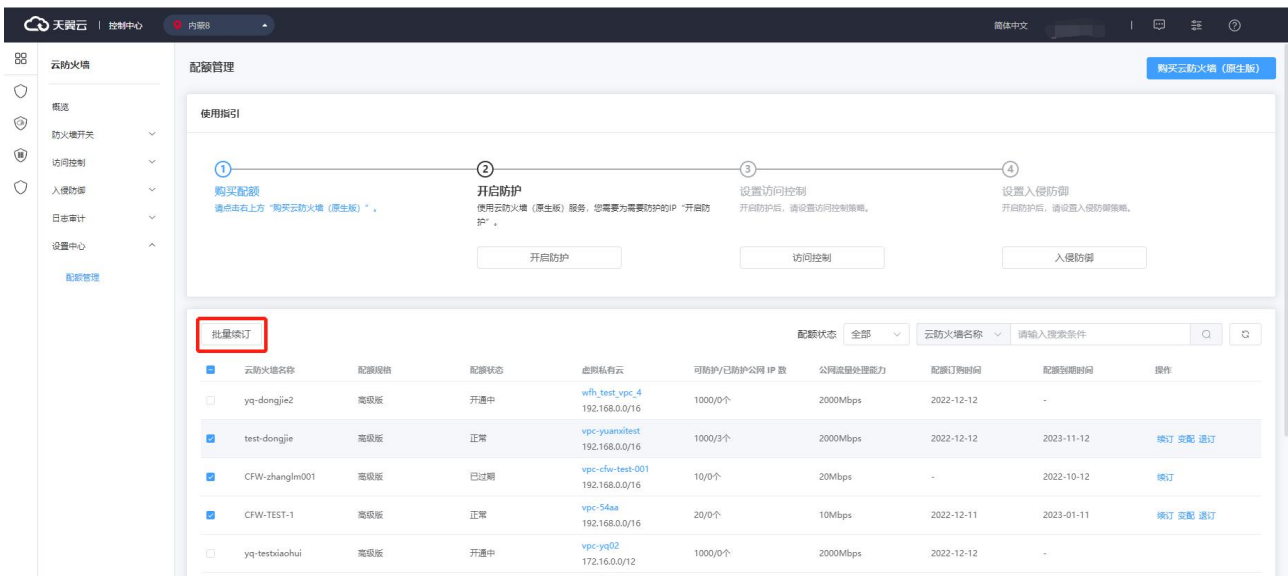 天翼云 | 控制中心 内蒙8 简体中文 |
云防火墙
概览
防火墙开关
访问控制
入侵防御
日志审计
设置中心
配额管理
配额管理
购买云防火墙（原生版）
使用指引
1 2 3 4
购买配额 开启防护 设置访问控制 设置入侵防御
请点击右上方“购买云防火墙（原生版）”。 使用云防火墙（原生版）服务，您需要为需要防护的IP“开启防 开启防护后，请设置访问控制策略。 开启防护后，请设置入侵防御策略。
护”。
开启防护 访问控制 入侵防御
批量续订 配额状态 全部 云防火墙名称 请输入搜索条件
云防火墙名称 配额规格 配额状态 虚拟私有云 可防护/已防护公网 IP 数 公网流量处理能力 配额订购时间 配额到期时间 操作
yq-dongjie2 高级版 开通中 wfh_test_vpc_4 1000/0个 2000Mbps 2022-12-12 -
192.168.0.0/16
test-dongjie 高级版 正常 vpc-yuanxitest 1000/3个 2000Mbps 2022-12-12 2023-11-12 续订 变配 退订
192.168.0.0/16
CFW-zhanglm001 高级版 已过期 vpc-cfw-test-001 10/0个 20Mbps - 2022-10-12 续订
192.168.0.0/16
CFW-TEST-1 高级版 正常 vpc-54aa 20/0个 10Mbps 2022-12-11 2023-01-11 续订 变配 退订
192.168.0.0/16
yq-testxiaohui 高级版 开通中 vpc-yq02 1000/0个 2000Mbps 2022-12-12 -
172.16.0.0/12